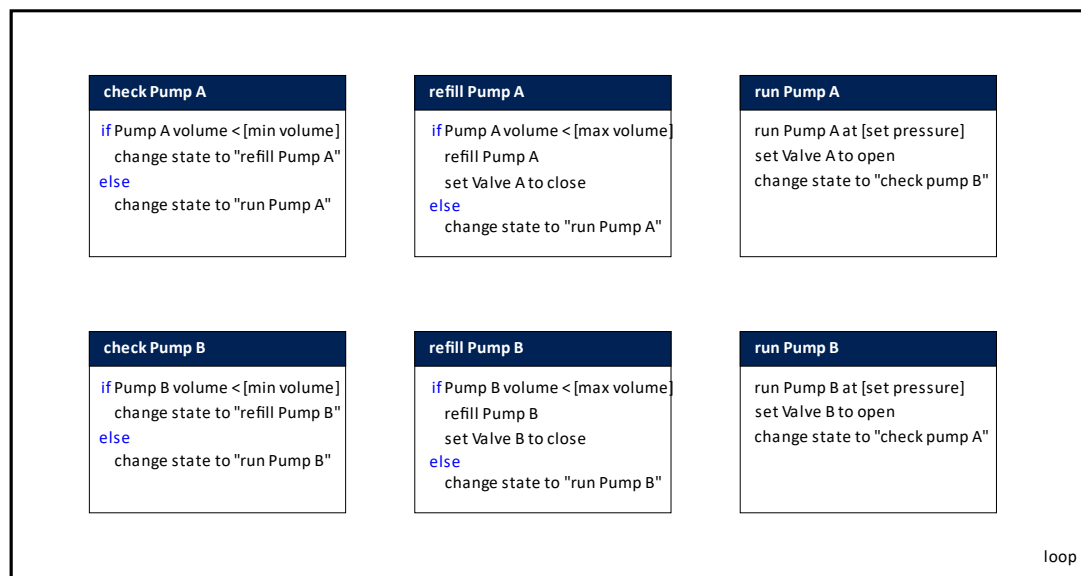 check Pump A
if Pump A volume < [min volume]
change state to "refill Pump A"
else
change state to "run Pump A"
refill Pump A
if Pump A volume < [max volume]
refill Pump A
set Valve A to close
else
change state to "run Pump A"
run Pump A
run Pump A at [set pressure]
set Valve A to open
change state to "check pump B"
check Pump B
if Pump B volume < [min volume]
change state to "refill Pump B"
else
change state to "run Pump B"
refill Pump B
if Pump B volume < [max volume]
refill Pump B
set Valve B to close
else
change state to "run Pump B"
run Pump B
run Pump B at [set pressure]
set Valve B to open
change state to "check pump A"
loop